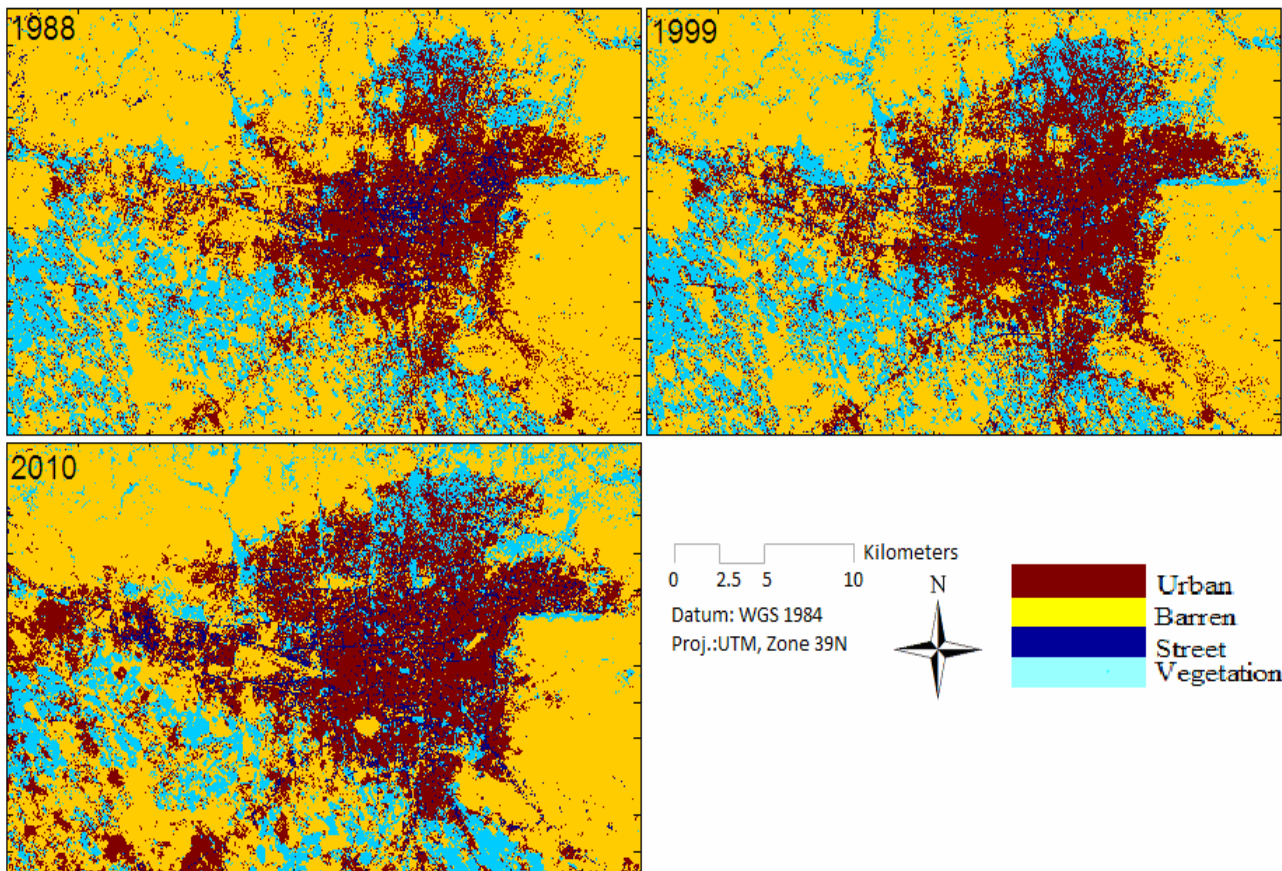 1988
1999
2010
Kilometers
0 2.5 5 10
Datum: WGS 1984
Proj.:UTM, Zone 39N
N
Urban
Barren
Street
Vegetation